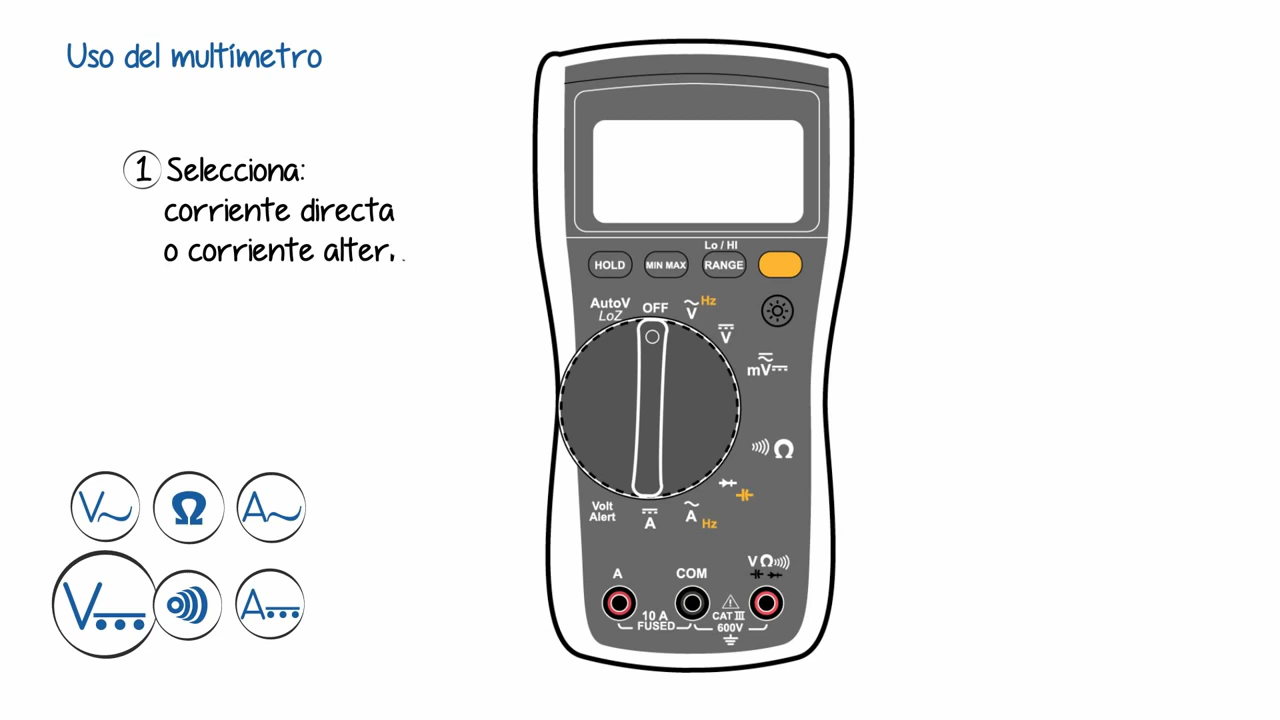 Uso del multímetro
1 Selecciona:
corriente directa
o corriente alter
Lo / HI
HOLD MIN MAX RANGE
AutoV LoZ OFF V Hz
V
mV
Ω
Volt Alert A A Hz
A COM V Ω
10 A FUSED CAT III 600V
V Ω A
V A